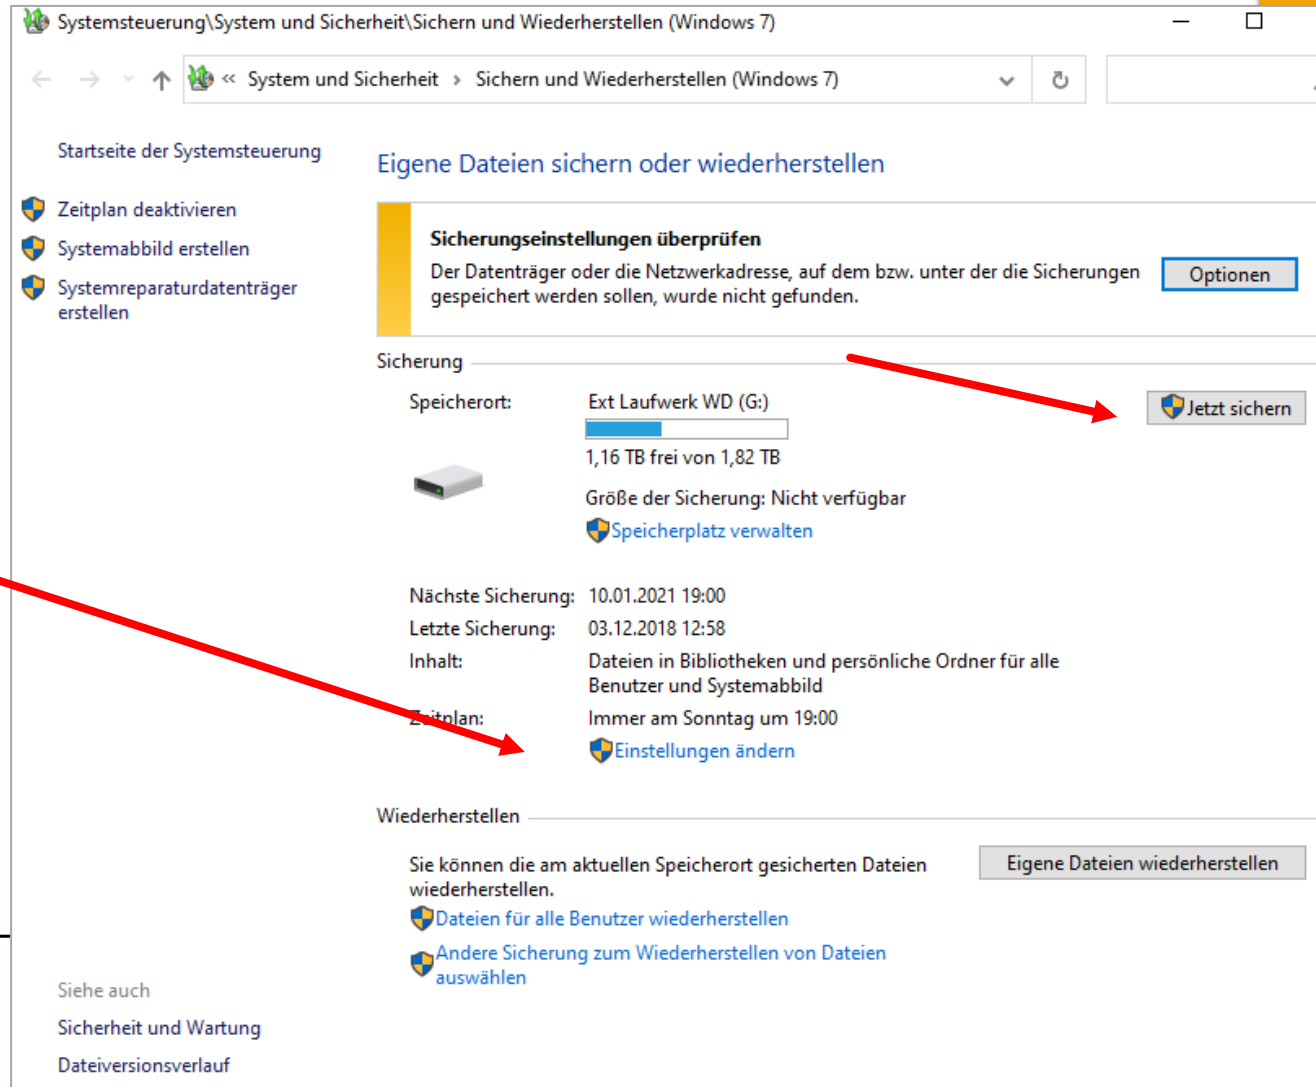 Systemsteuerung\System und Sicherheit\Sichern und Wiederherstellen (Windows 7)
« System und Sicherheit › Sichern und Wiederherstellen (Windows 7)
Startseite der Systemsteuerung
Zeitplan deaktivieren
Systemabbild erstellen
Systemreparaturdatenträger
erstellen
Eigene Dateien sichern oder wiederherstellen
Sicherungseinstellungen überprüfen
Der Datenträger oder die Netzwerkadresse, auf dem bzw. unter der die Sicherungen
gespeichert werden sollen, wurde nicht gefunden.
Optionen
Sicherung
Speicherort: Ext Laufwerk WD (G:)
Jetzt sichern
1,16 TB frei von 1,82 TB
Größe der Sicherung: Nicht verfügbar
Speicherplatz verwalten
Nächste Sicherung: 10.01.2021 19:00
Letzte Sicherung: 03.12.2018 12:58
Inhalt: Dateien in Bibliotheken und persönliche Ordner für alle
Benutzer und Systemabbild
Zeitplan: Immer am Sonntag um 19:00
Einstellungen ändern
Wiederherstellen
Sie können die am aktuellen Speicherort gesicherten Dateien
wiederherstellen.
Eigene Dateien wiederherstellen
Dateien für alle Benutzer wiederherstellen
Andere Sicherung zum Wiederherstellen von Dateien
auswählen
Siehe auch
Sicherheit und Wartung
Dateiversionsverlauf